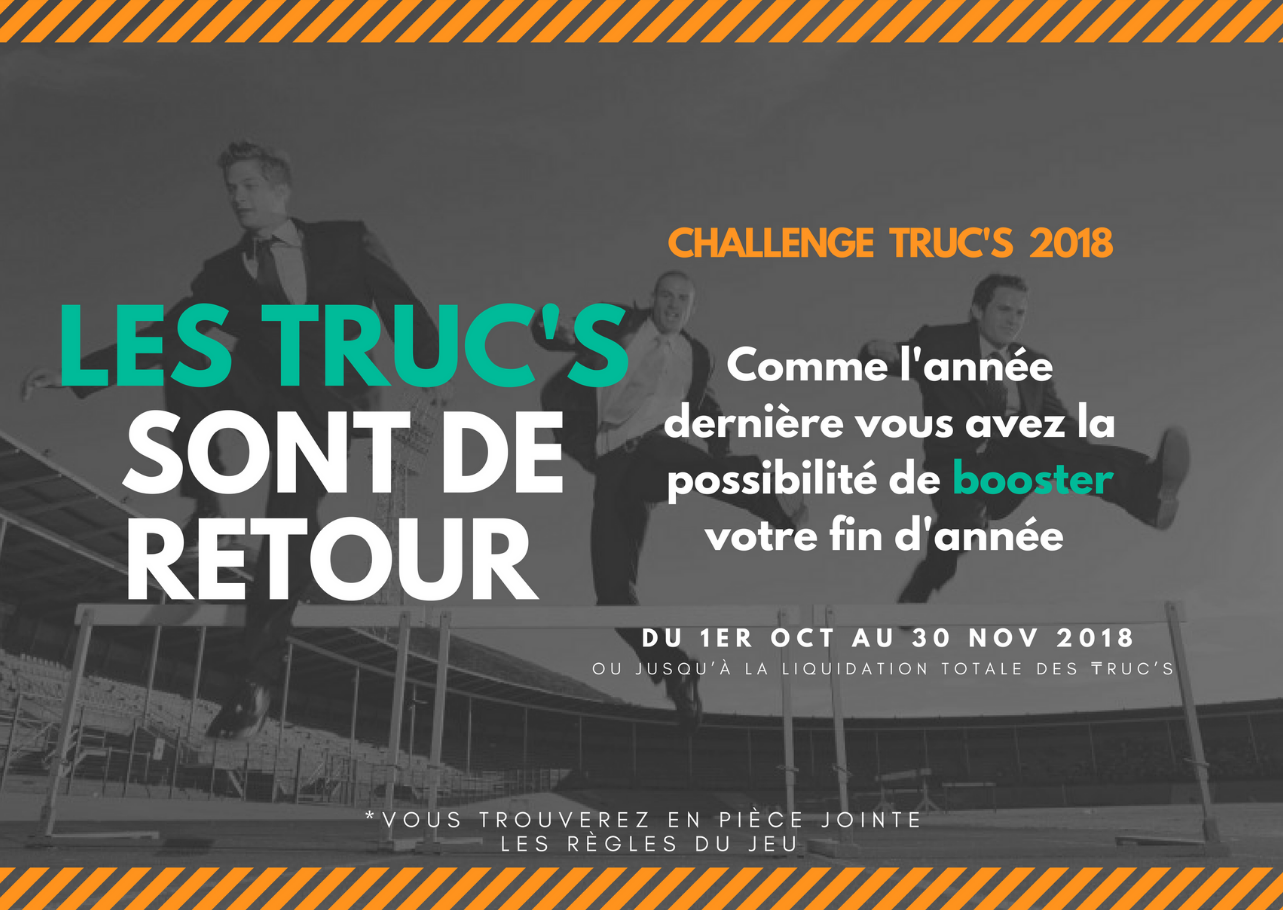 LES TRUC'S
SONT DE
RETOUR
CHALLENGE TRUC'S 2018
Comme l'année
dernière vous avez la
possibilité de booster
votre fin d'année
DU 1ER OCT AU 30 NOV 2018
OU JUSQU'À LA LIQUIDATION TOTALE DES ₸RUC'S
*VOUS TROUVEREZ EN PIÈCE JOINTE
LES RÈGLES DU JEU